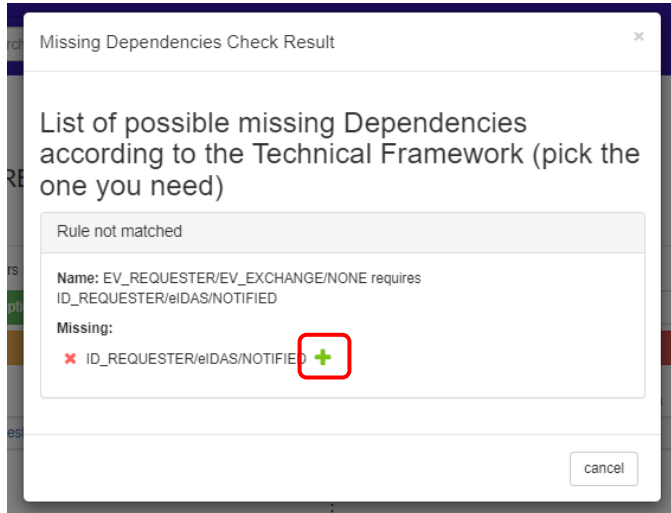 Missing Dependencies Check Result
×
List of possible missing Dependencies
according to the Technical Framework (pick the
one you need)
Rule not matched
Name: EV_REQUESTER/EV_EXCHANGE/NONE requires
ID_REQUESTER/eIDAS/NOTIFIED
Missing:
ID_REQUESTER/eIDAS/NOTIFIED
cancel